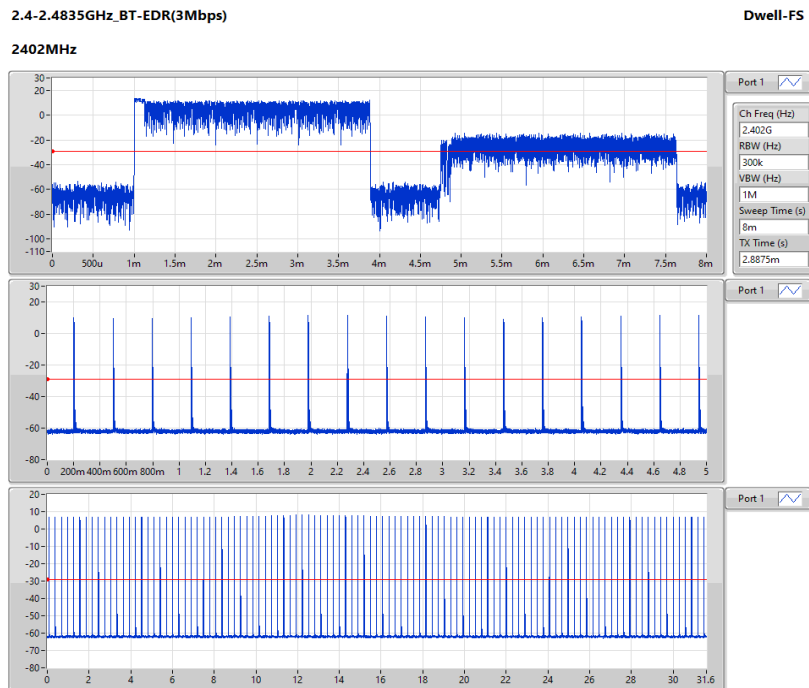 2.4-2.4835GHz_BT-EDR(3Mbps) Dwell-FS
2402MHz
30
20
0
-20
-40
-60
-80
-100
-110
0 500u 1m 1.5m 2m 2.5m 3m 3.5m 4m 4.5m 5m 5.5m 6m 6.5m 7m 7.5m 8m
Port 1
Ch Freq (Hz)
2.402G
RBW (Hz)
300k
VBW (Hz)
1M
Sweep Time (s)
8m
TX Time (s)
2.8875m
30
20
0
-20
-40
-60
-80
0 200m 400m 600m 800m 1 1.2 1.4 1.6 1.8 2 2.2 2.4 2.6 2.8 3 3.2 3.4 3.6 3.8 4 4.2 4.4 4.6 4.8 5
Port 1
20
10
0
-10
-20
-30
-40
-50
-60
-70
-80
0 2 4 6 8 10 12 14 16 18 20 22 24 26 28 30 31.6
Port 1